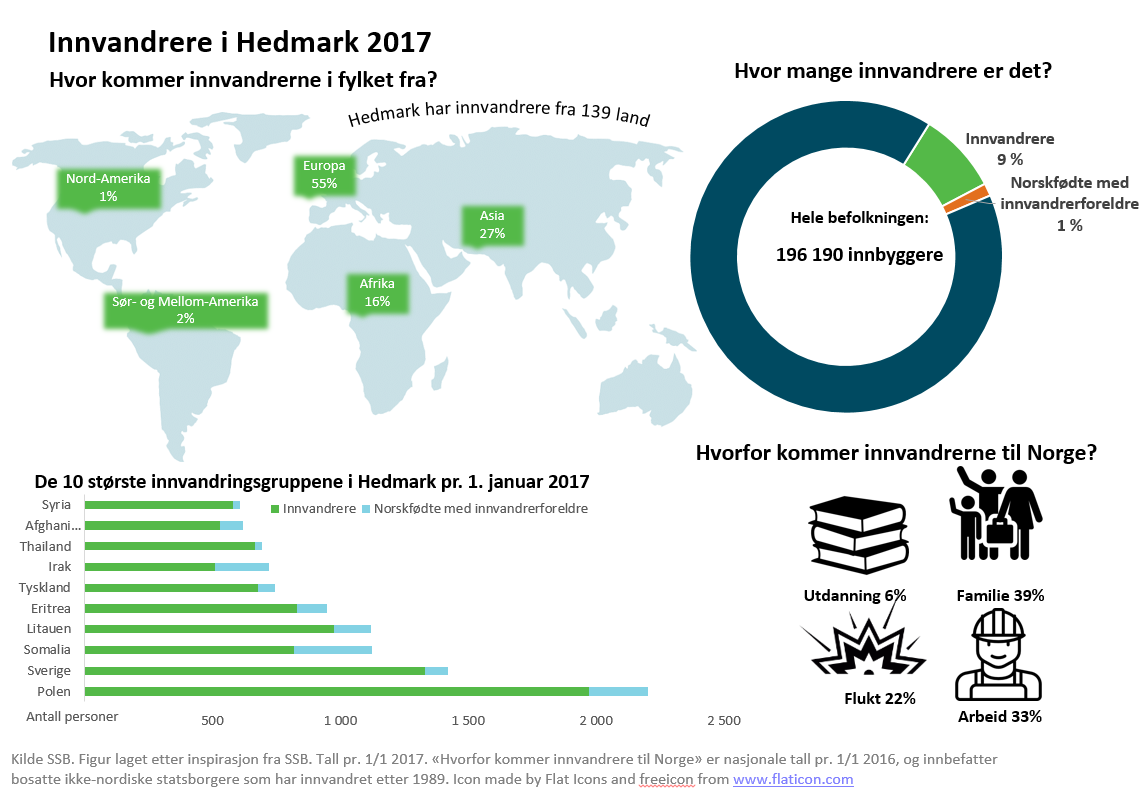 Innvandrere i Hedmark 2017
Hvor kommer innvandrerne i fylket fra?
Hedmark har innvandrere fra 139 land
Nord-Amerika
1%
Europa
55%
Asia
27%
Afrika
16%
Sør- og Mellom-Amerika
2%
Hvor mange innvandrere er det?
Innvandrere
9 %
Norskfødte med
innvandrerforeldre
1 %
Hele befolkningen:
196 190 innbyggere
De 10 største innvandringsgruppene i Hedmark pr. 1. januar 2017
Innvandrere
Norskfødte med innvandrerforeldre
Syria
Afghani...
Thailand
Irak
Tyskland
Eritrea
Litauen
Somalia
Sverige
Polen
Antall personer
500
1 000
1 500
2 000
2 500
Hvorfor kommer innvandrerne til Norge?
Utdanning 6%
Familie 39%
Flukt 22%
Arbeid 33%
Kilde SSB. Figur laget etter inspirasjon fra SSB. Tall pr. 1/1 2017. «Hvorfor kommer innvandrere til Norge» er nasjonale tall pr. 1/1 2016, og innbefatter
bosatte ikke-nordiske statsborgere som har innvandret etter 1989. Icon made by Flat Icons and freeicon from www.flaticon.com